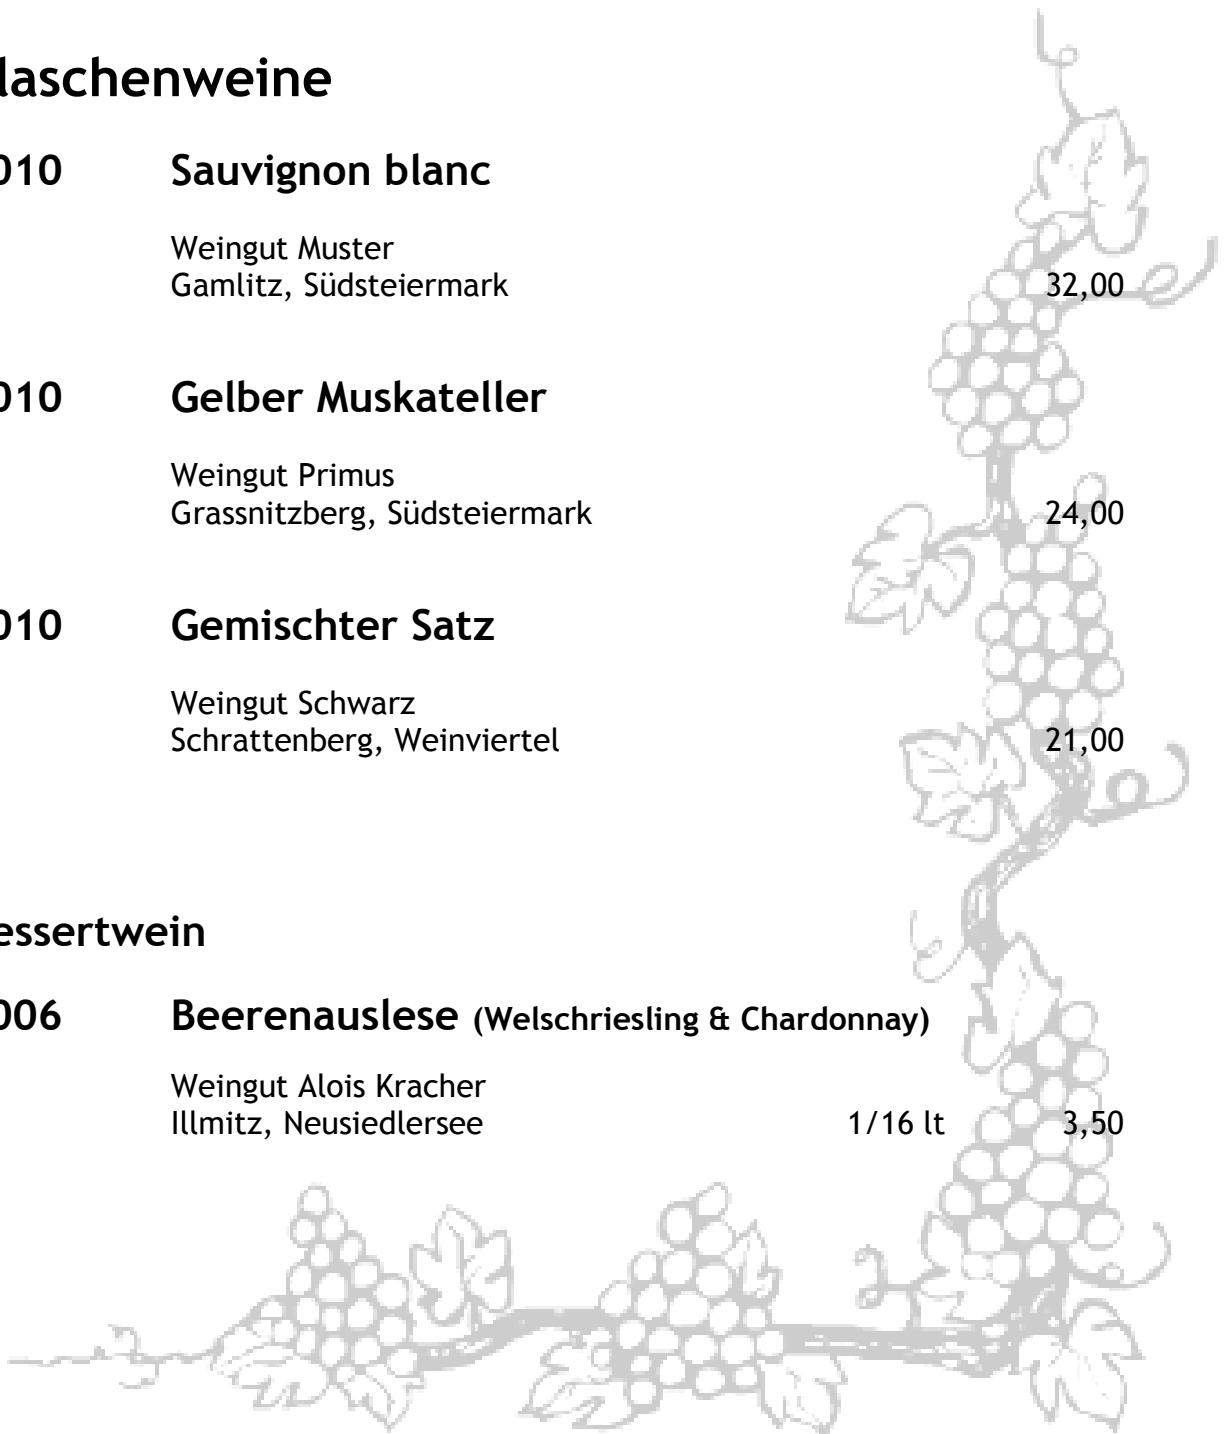 laschenweine
010 Sauvignon blanc
Weingut Muster
Gamlitz, Südsteiermark 32,00
010 Gelber Muskateller
Weingut Primus
Grassnitzberg, Südsteiermark 24,00
010 Gemischter Satz
Weingut Schwarz
Schrattenberg, Weinviertel 21,00
essertwein
006 Beerenauslese (Welschriesling & Chardonnay)
Weingut Alois Kracher
Illmitz, Neusiedlersee 1/16 lt 3,50